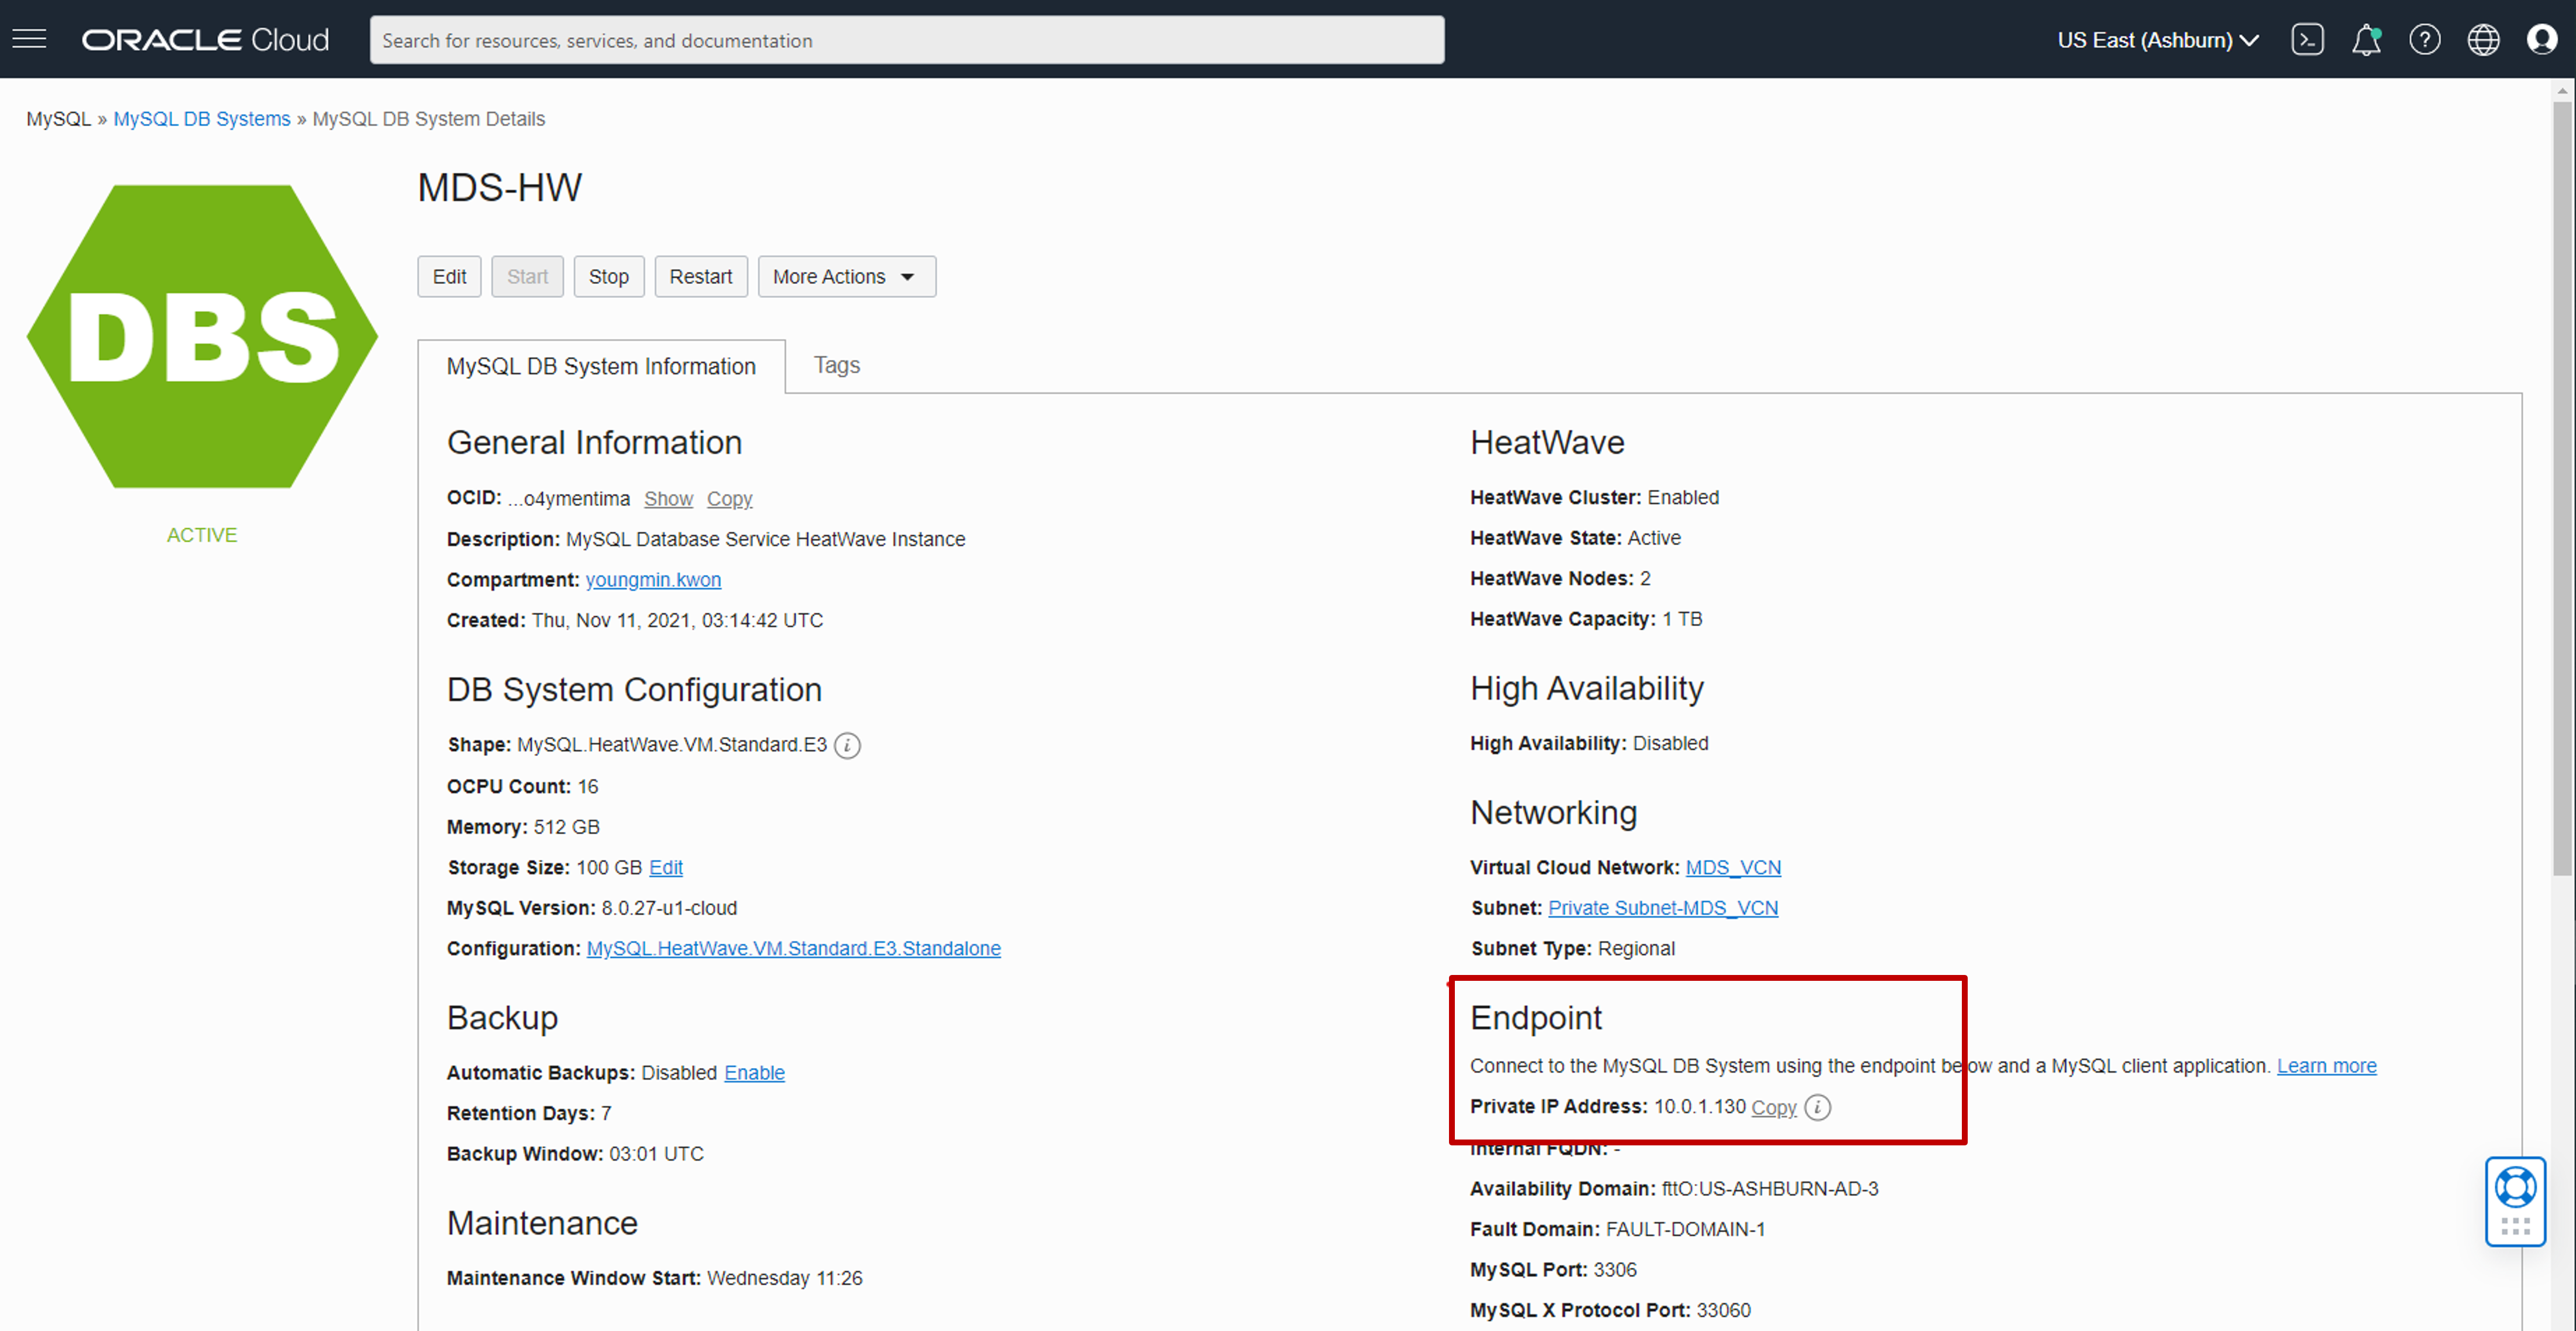 ORACLE Cloud
Search for resources, services, and documentation
US East (Ashburn)
MySQL » MySQL DB Systems » MySQL DB System Details
DBS
ACTIVE
MDS-HW
Edit
Start
Stop
Restart
More Actions
MySQL DB System Information
Tags
General Information
OCID: ...o4ymentima Show Copy
Description: MySQL Database Service HeatWave Instance
Compartment: youngmin.kwon
Created: Thu, Nov 11, 2021, 03:14:42 UTC
DB System Configuration
Shape: MySQL.HeatWave.VM.Standard.E3
OCPU Count: 16
Memory: 512 GB
Storage Size: 100 GB Edit
MySQL Version: 8.0.27-u1-cloud
Configuration: MySQL.HeatWave.VM.Standard.E3.Standalone
Backup
Automatic Backups: Disabled Enable
Retention Days: 7
Backup Window: 03:01 UTC
Maintenance
Maintenance Window Start: Wednesday 11:26
HeatWave
HeatWave Cluster: Enabled
HeatWave State: Active
HeatWave Nodes: 2
HeatWave Capacity: 1 TB
High Availability
High Availability: Disabled
Networking
Virtual Cloud Network: MDS_VCN
Subnet: Private Subnet-MDS_VCN
Subnet Type: Regional
Endpoint
Connect to the MySQL DB System using the endpoint below and a MySQL client application. Learn more
Private IP Address: 10.0.1.130 Copy
Internal FQDN: -
Availability Domain: fttO:US-ASHBURN-AD-3
Fault Domain: FAULT-DOMAIN-1
MySQL Port: 3306
MySQL X Protocol Port: 33060